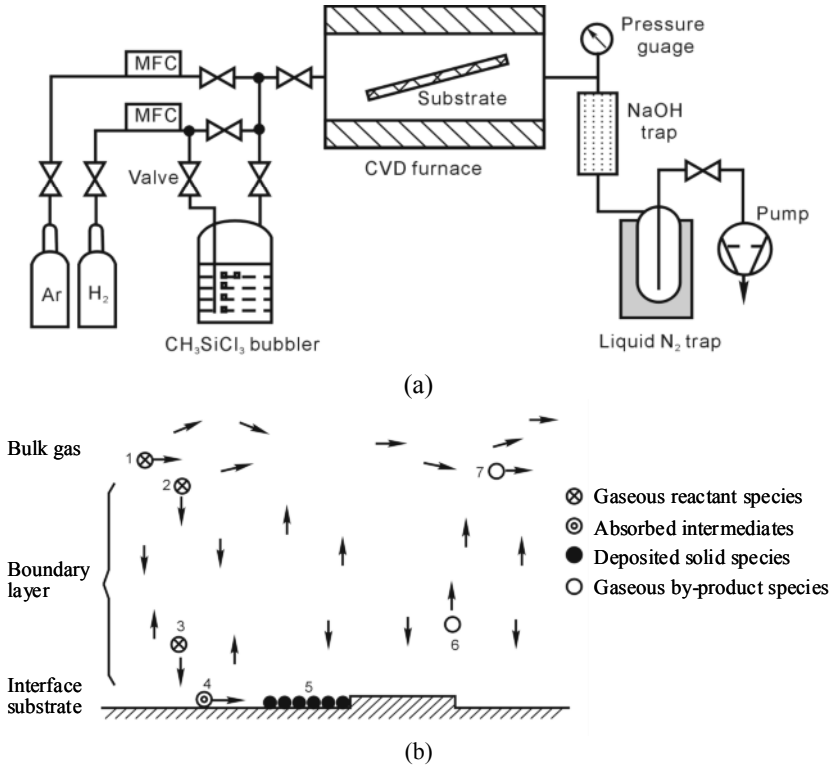 MFC
MFC
Valve
Ar
H₂
CH₃SiCl₃ bubbler
Substrate
CVD furnace
Pressure
guage
NaOH
trap
Pump
Liquid N₂ trap
(a)
Bulk gas
Boundary
layer
Interface
substrate
1
2
3
4
5
6
7
Gaseous reactant species
Absorbed intermediates
Deposited solid species
Gaseous by-product species
(b)